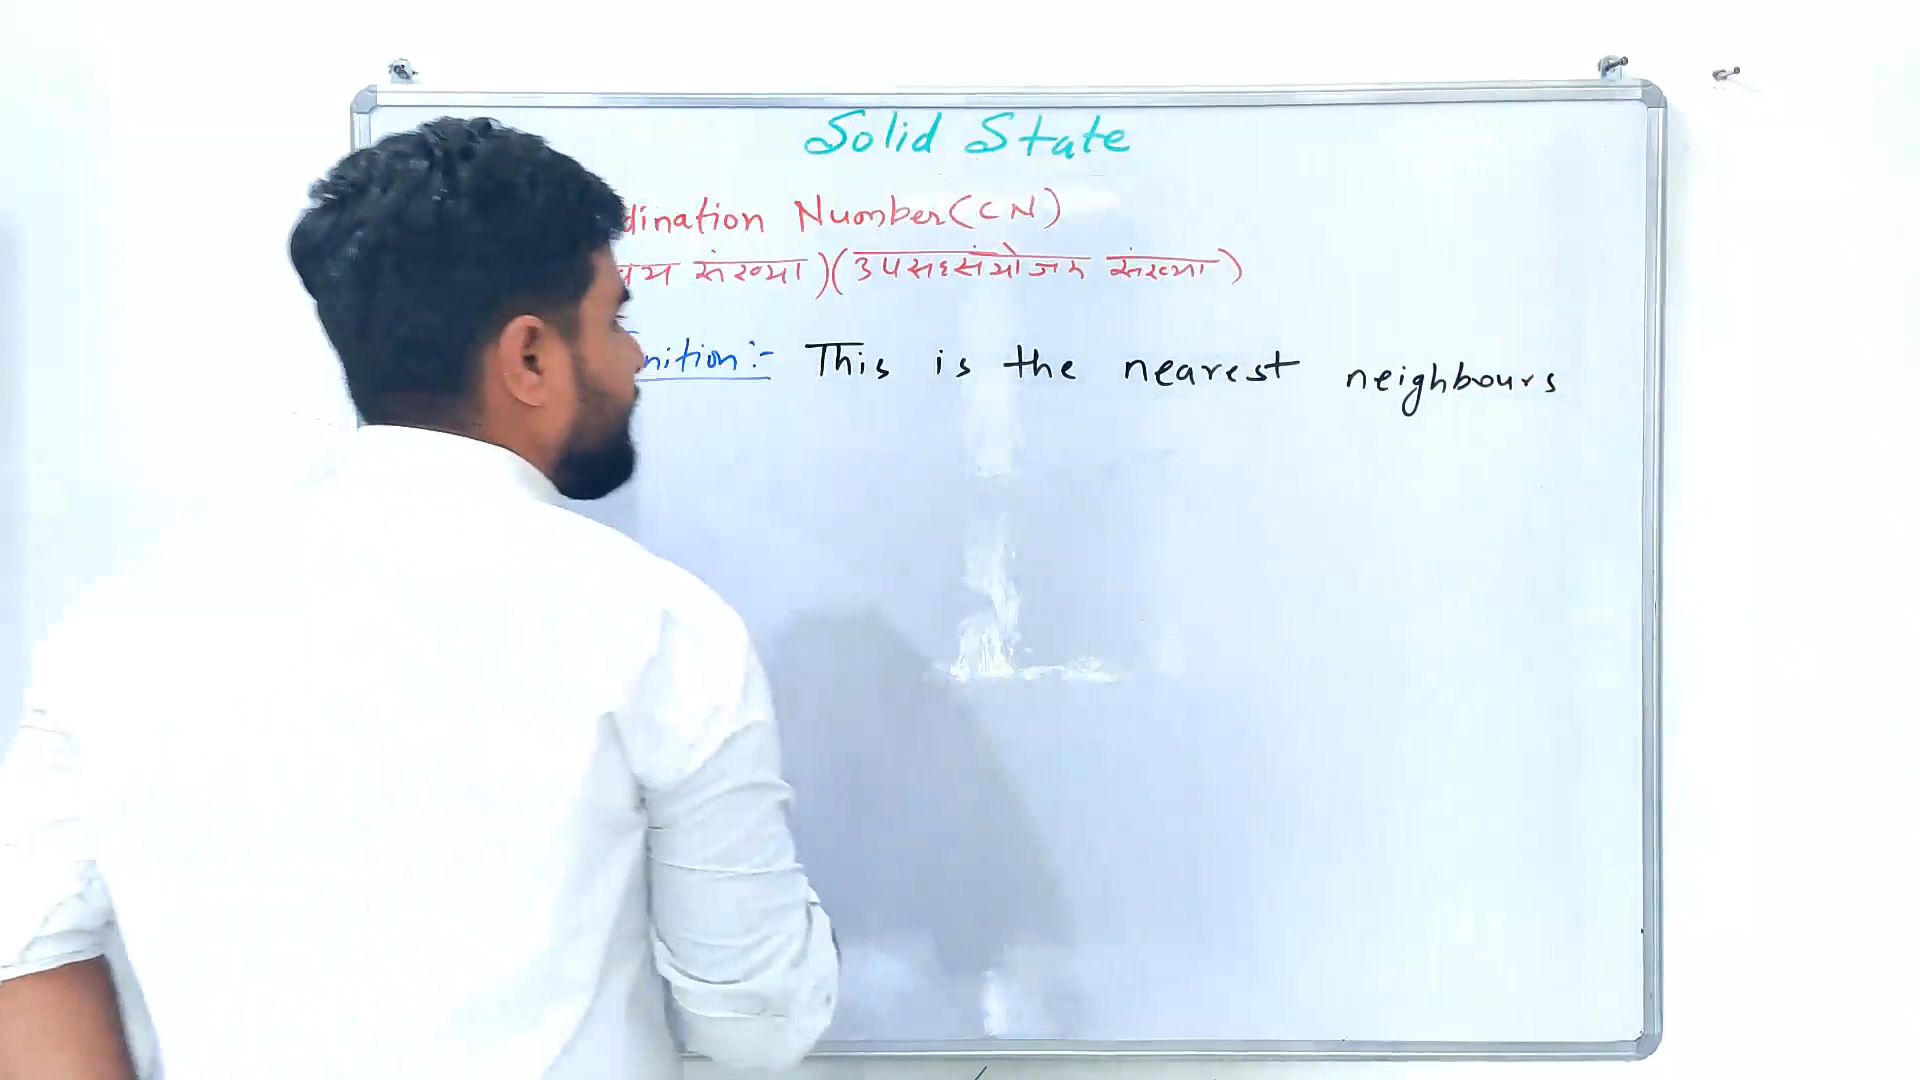 Solid State
dination Number(CN)
संख्या)(उपसहसंयोजन संख्या)
nition:- This is the nearest neighbours